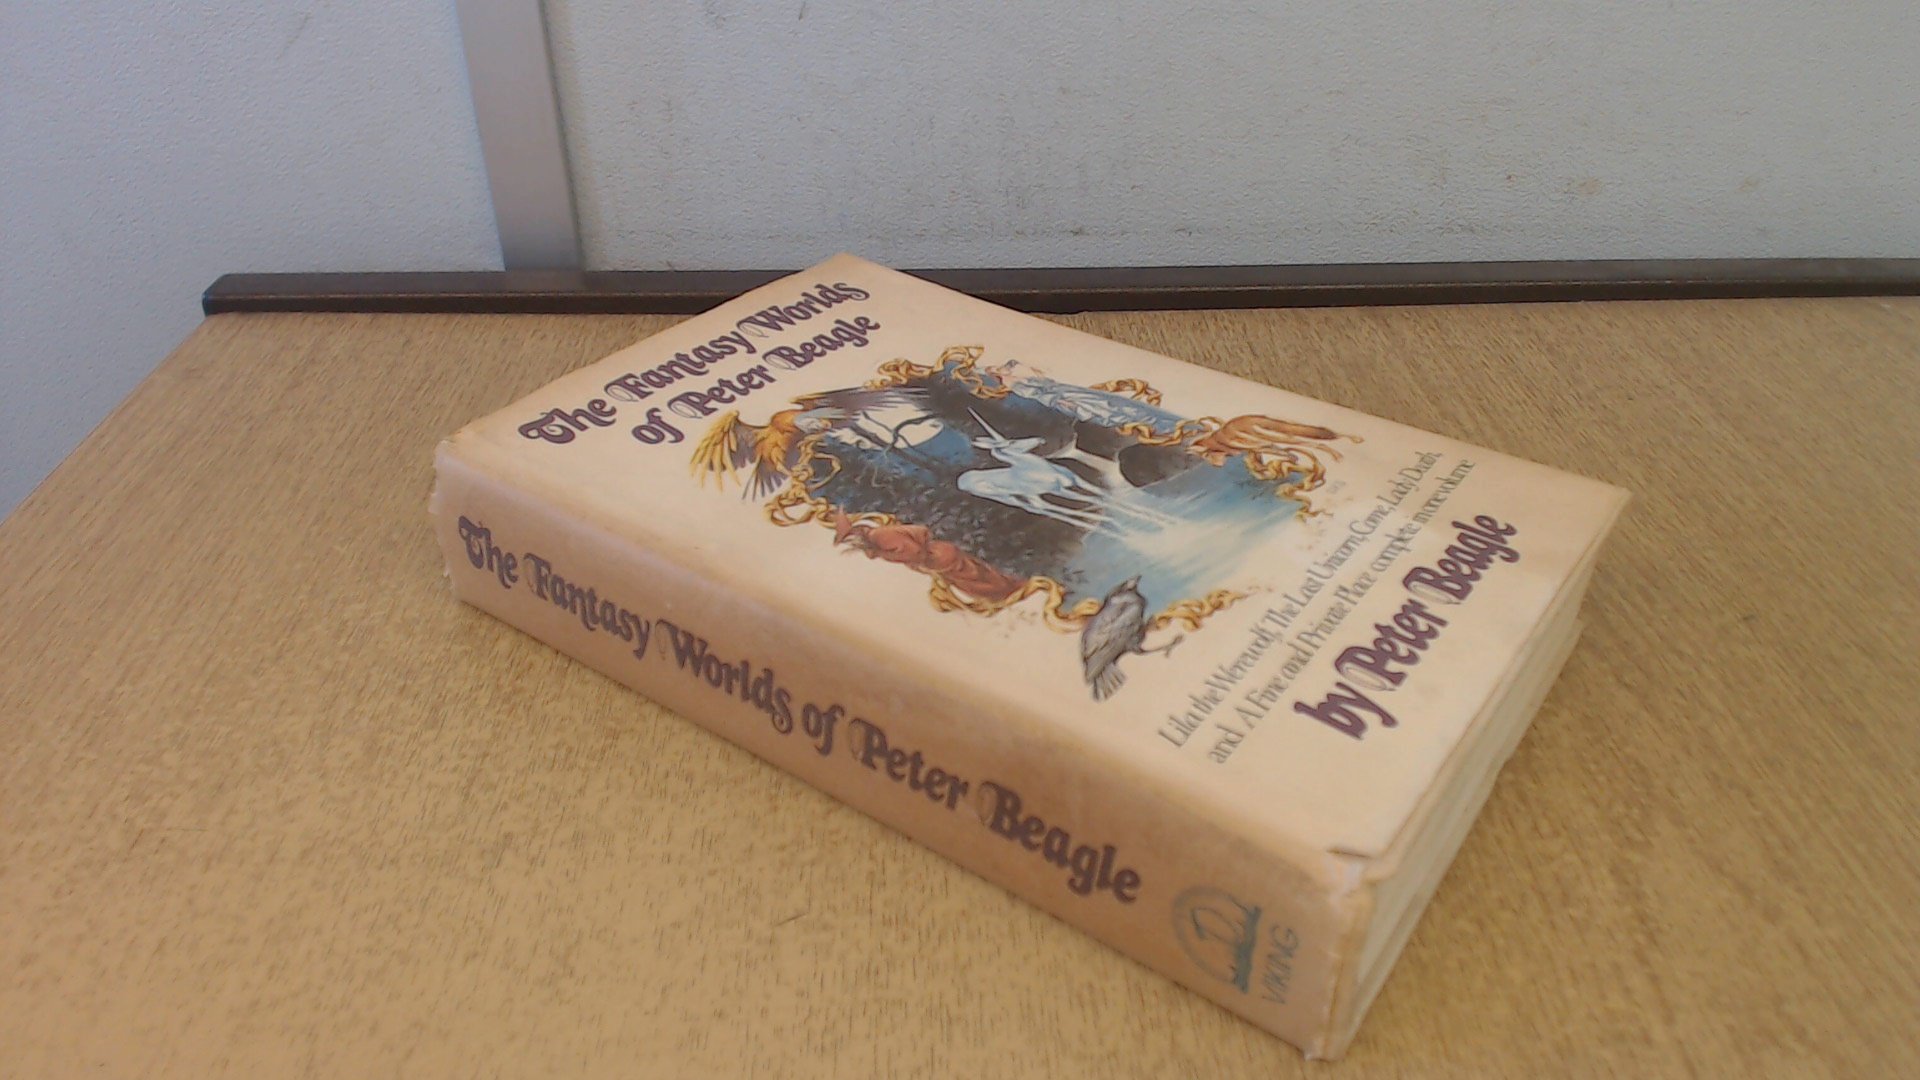 The Fantasy Worlds
of Peter Beagle
Lila the Werewolf, The Last Unicorn, Come, Lady Death,
and A Fine and Private Place complete in one volume
by Peter Beagle
The Fantasy Worlds of Peter Beagle
VIKING